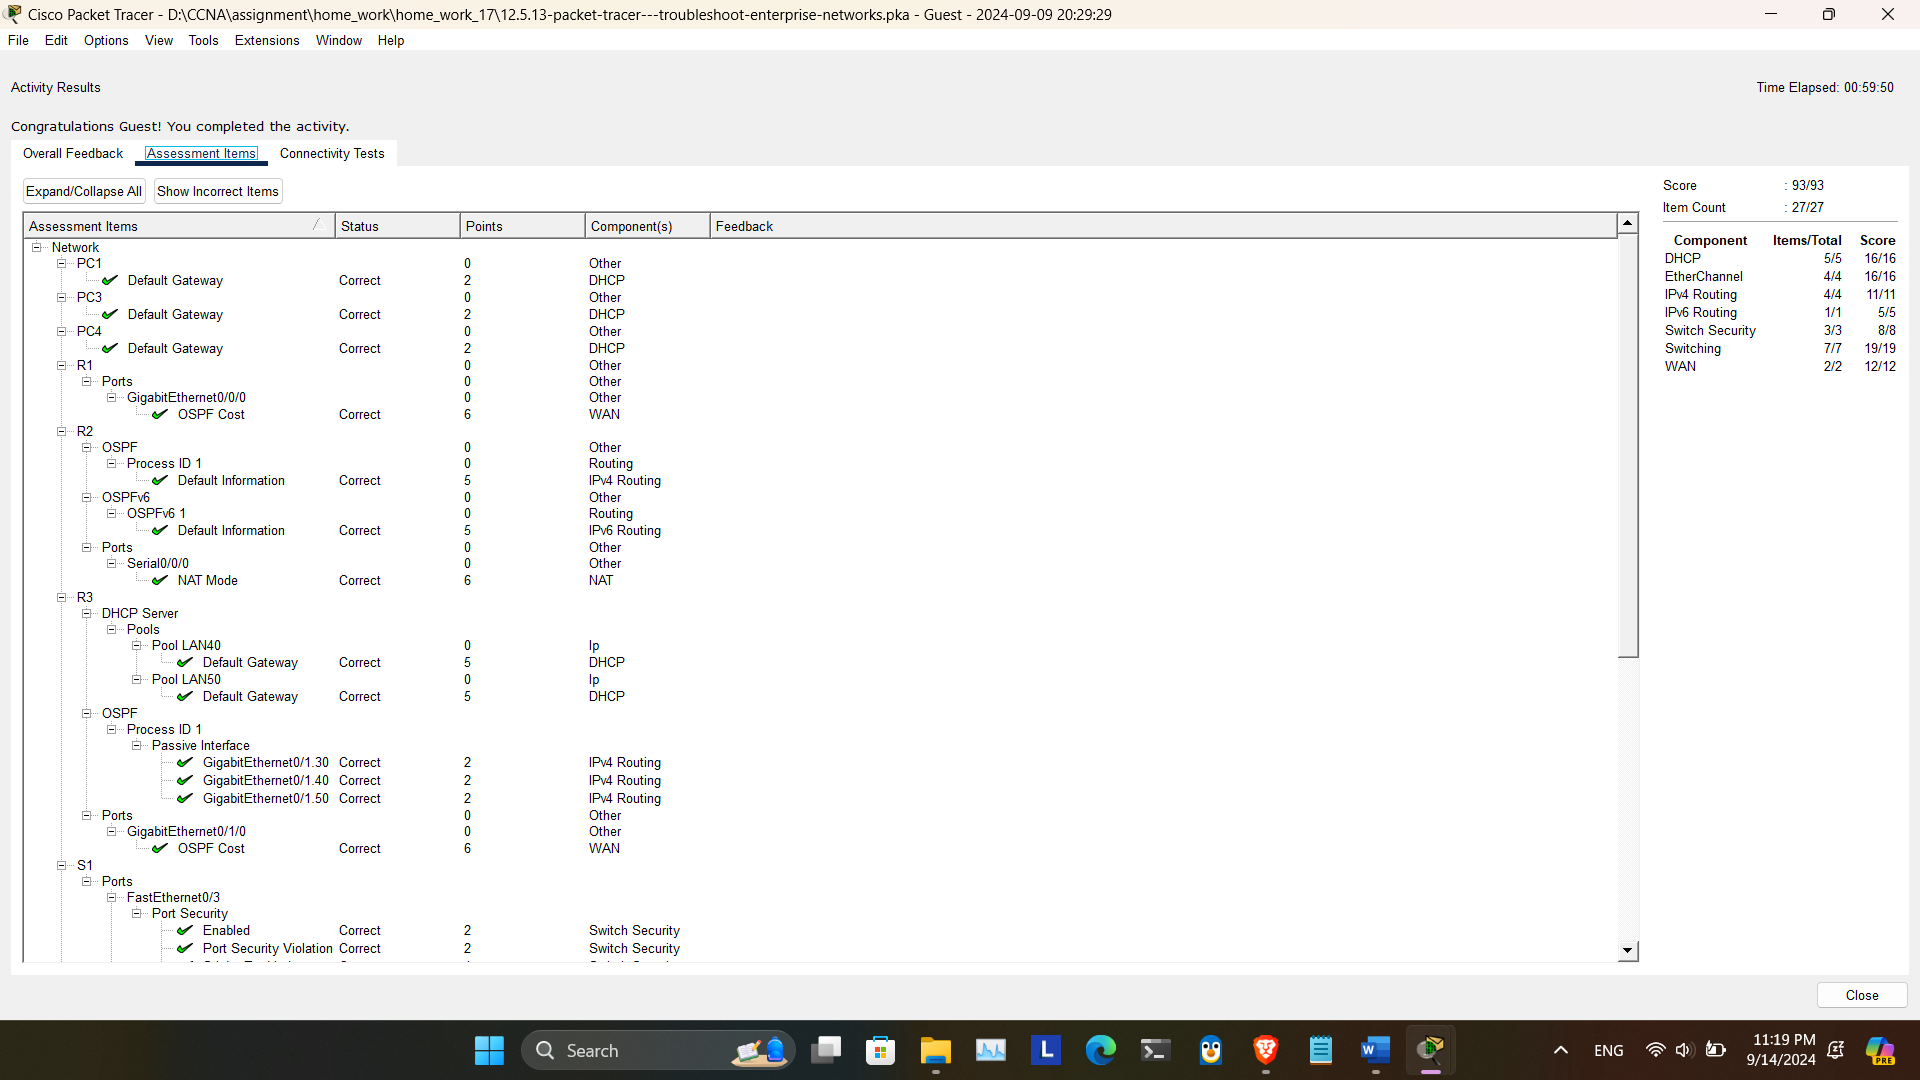 Cisco Packet Tracer - D:\CCNA\assignment\home_work\home_work_17\12.5.13-packet-tracer---troubleshoot-enterprise-networks.pka - Guest - 2024-09-09 20:29:29
File Edit Options View Tools Extensions Window Help
Activity Results Time Elapsed: 00:59:50
Congratulations Guest! You completed the activity.
Overall Feedback Assessment Items Connectivity Tests
Expand/Collapse All Show Incorrect Items
Assessment Items Status Points Component(s) Feedback
Network
PC1 0 Other
Default Gateway Correct 2 DHCP
PC3 0 Other
Default Gateway Correct 2 DHCP
PC4 0 Other
Default Gateway Correct 2 DHCP
R1 0 Other
Ports 0 Other
GigabitEthernet0/0/0 0 Other
OSPF Cost Correct 6 WAN
R2
OSPF 0 Other
Process ID 1 0 Routing
Default Information Correct 5 IPv4 Routing
OSPFv6 0 Other
OSPFv6 1 0 Routing
Default Information Correct 5 IPv6 Routing
Ports 0 Other
Serial0/0/0 0 Other
NAT Mode Correct 6 NAT
R3
DHCP Server
Pools
Pool LAN40 0 Ip
Default Gateway Correct 5 DHCP
Pool LAN50 0 Ip
Default Gateway Correct 5 DHCP
OSPF
Process ID 1
Passive Interface
GigabitEthernet0/1.30 Correct 2 IPv4 Routing
GigabitEthernet0/1.40 Correct 2 IPv4 Routing
GigabitEthernet0/1.50 Correct 2 IPv4 Routing
Ports 0 Other
GigabitEthernet0/1/0 0 Other
OSPF Cost Correct 6 WAN
S1
Ports
FastEthernet0/3
Port Security
Enabled Correct 2 Switch Security
Port Security Violation Correct 2 Switch Security
Score : 93/93
Item Count : 27/27
Component Items/Total Score
DHCP 5/5 16/16
EtherChannel 4/4 16/16
IPv4 Routing 4/4 11/11
IPv6 Routing 1/1 5/5
Switch Security 3/3 8/8
Switching 7/7 19/19
WAN 2/2 12/12
Close
Search
L
W
ENG
11:19 PM
9/14/2024
PRE